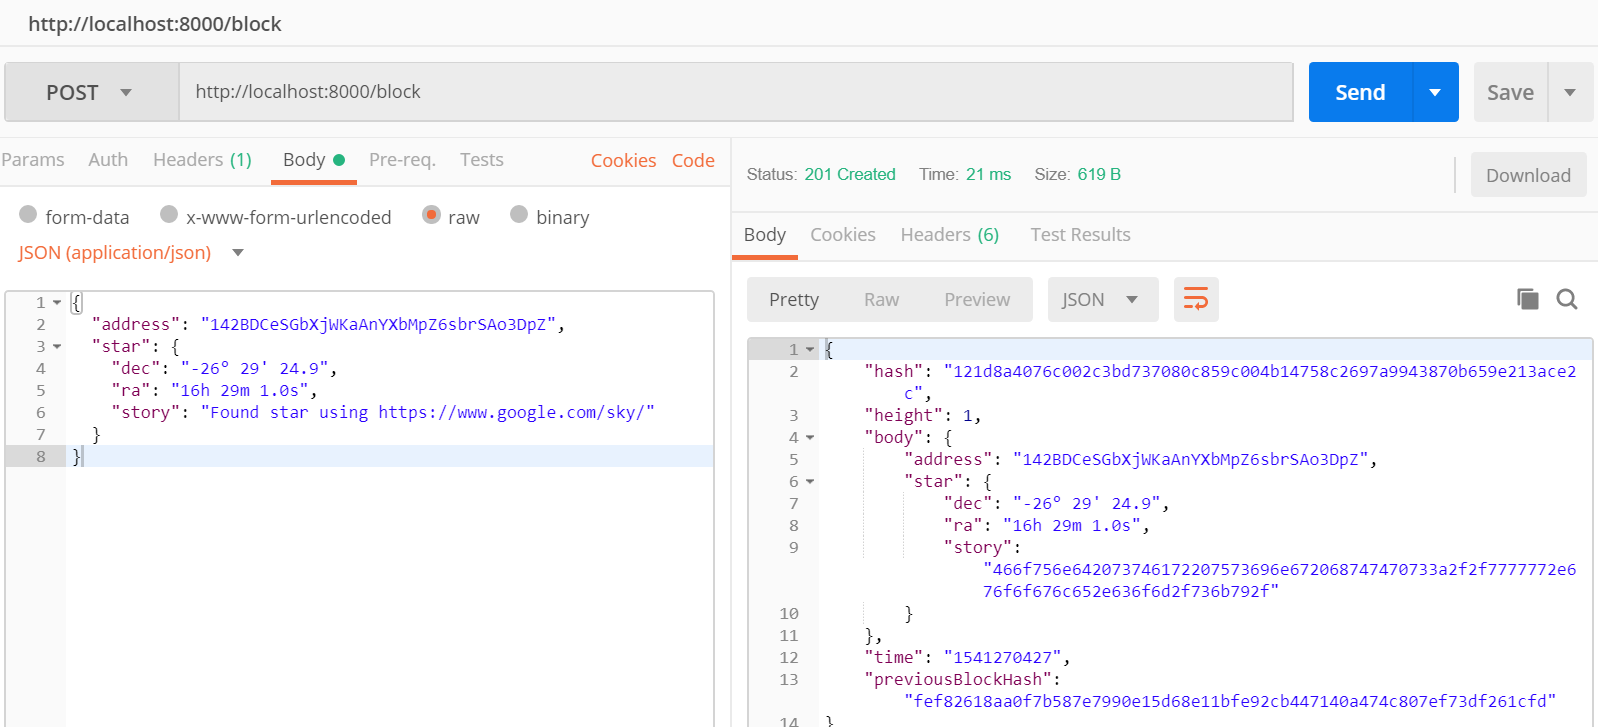 http://localhost:8000/block
POST http://localhost:8000/block Send Save
Params Auth Headers (1) Body Pre-req. Tests Cookies Code
form-data x-www-form-urlencoded raw binary
JSON (application/json)
1 {
2 "address": "142BDCeSGbXjWKaAnYXbMpZ6sbrSAo3DpZ",
3 "star": {
4 "dec": "-26° 29' 24.9",
5 "ra": "16h 29m 1.0s",
6 "story": "Found star using https://www.google.com/sky/"
7 }
8 }
Status: 201 Created Time: 21 ms Size: 619 B Download
Body Cookies Headers (6) Test Results
Pretty Raw Preview JSON
1 {
2 "hash": "121d8a4076c002c3bd737080c859c004b14758c2697a9943870b659e213ace2
c",
3 "height": 1,
4 "body": {
5 "address": "142BDCeSGbXjWKaAnYXbMpZ6sbrSAo3DpZ",
6 "star": {
7 "dec": "-26° 29' 24.9",
8 "ra": "16h 29m 1.0s",
9 "story":
"466f756e642073746172207573696e672068747470733a2f2f7777772e6
76f6f676c652e636f6d2f736b792f"
10 }
11 },
12 "time": "1541270427",
13 "previousBlockHash":
"fef82618aa0f7b587e7990e15d68e11bfe92cb447140a474c807ef73df261cfd"
14 }